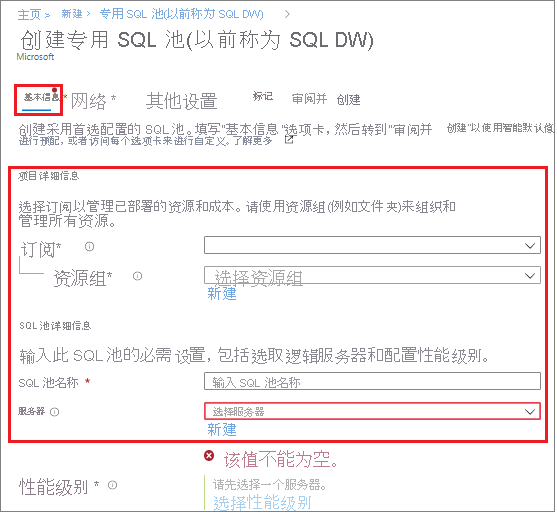 主页 > 新建 > 专用 SQL 池(以前称为 SQL DW)
创建专用 SQL 池(以前称为 SQL DW)
Microsoft
基本信息* 网络* 其他设置 标记 审阅并 创建
创建采用首选配置的 SQL 池。填写"基本信息"选项卡，然后转到"审阅并 创建"以使用智能默认值
进行预配，或者访问每个选项卡来进行自定义。了解更多
项目详细信息
选择订阅以管理已部署的资源和成本。请使用资源组(例如文件夹)来组织和
管理所有资源。
订阅*
资源组* 选择资源组
新建
SQL 池详细信息
输入此 SQL 池的必需 设置，包括选取逻辑服务器和配置性能级别。
SQL 池名称 * 输入 SQL 池名称
服务器 选择服务器
新建
该值不能为空。
性能级别 * 请先选择一个服务器。
选择性能级别